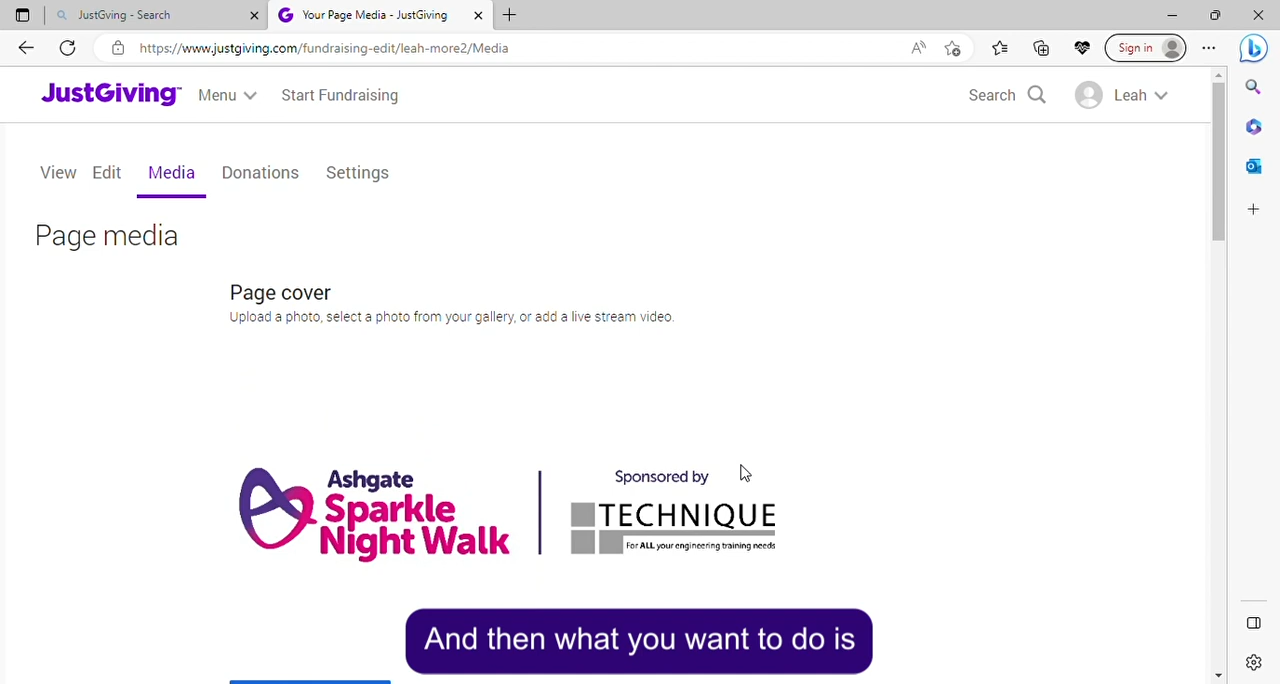 JustGving - Search
Your Page Media - JustGiving
https://www.justgiving.com/fundraising-edit/leah-more2/Media
Sign in
JustGiving™ Menu Start Fundraising Search Leah
View Edit Media Donations Settings
Page media
Page cover
Upload a photo, select a photo from your gallery, or add a live stream video.
Ashgate
Sparkle
Night Walk
Sponsored by
TECHNIQUE
For ALL your engineering training needs
And then what you want to do is